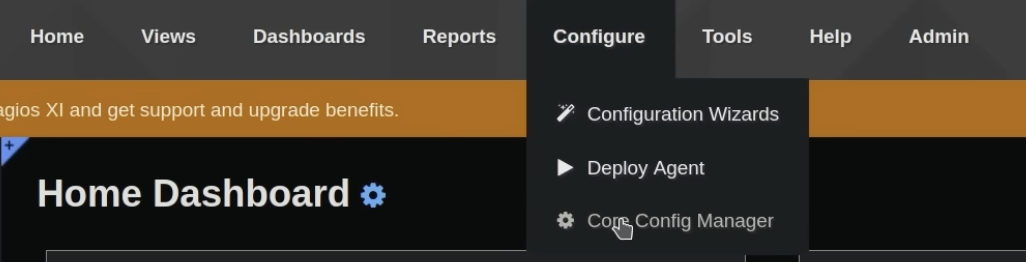 Home Views Dashboards Reports Configure Tools Help Admin
agios XI and get support and upgrade benefits.
Configuration Wizards
Deploy Agent
Core Config Manager
Home Dashboard